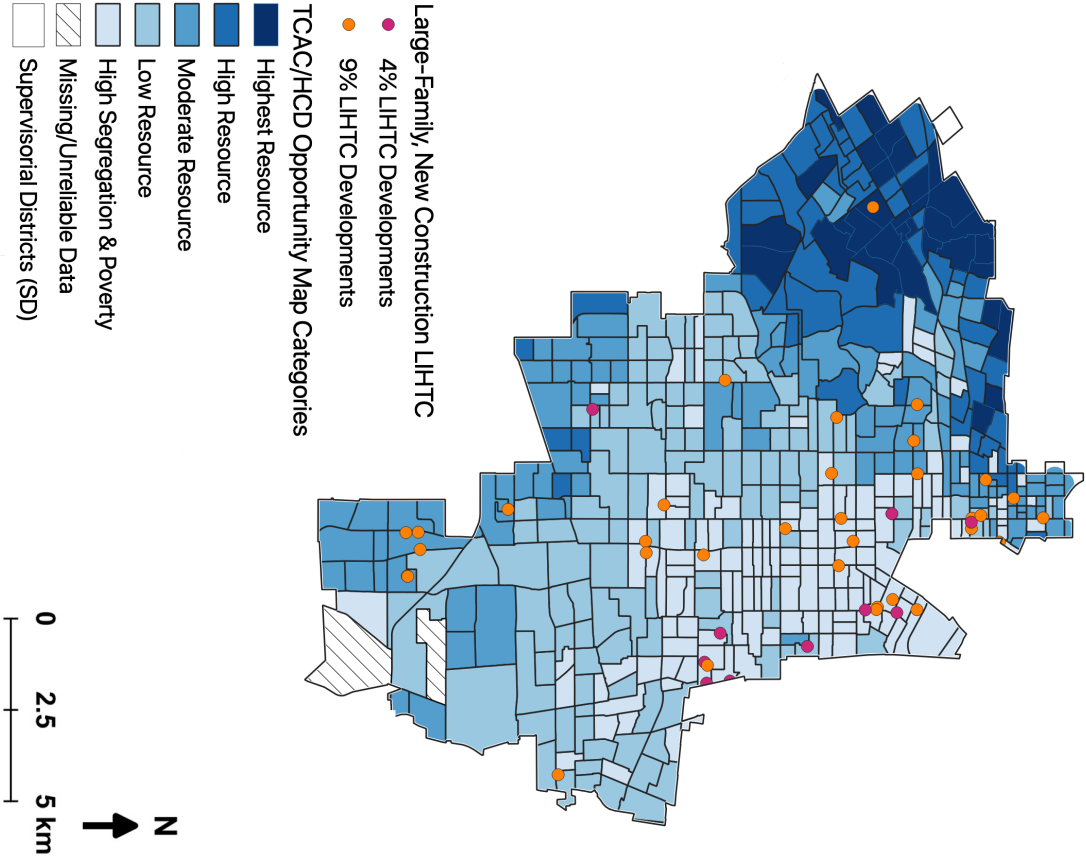 Large-Family, New Construction LIHTC
4% LIHTC Developments
9% LIHTC Developments
TCAC/HCD Opportunity Map Categories
Highest Resource
High Resource
Moderate Resource
Low Resource
High Segregation & Poverty
Missing/Unreliable Data
Supervisorial Districts (SD)
N
0 2.5 5 km